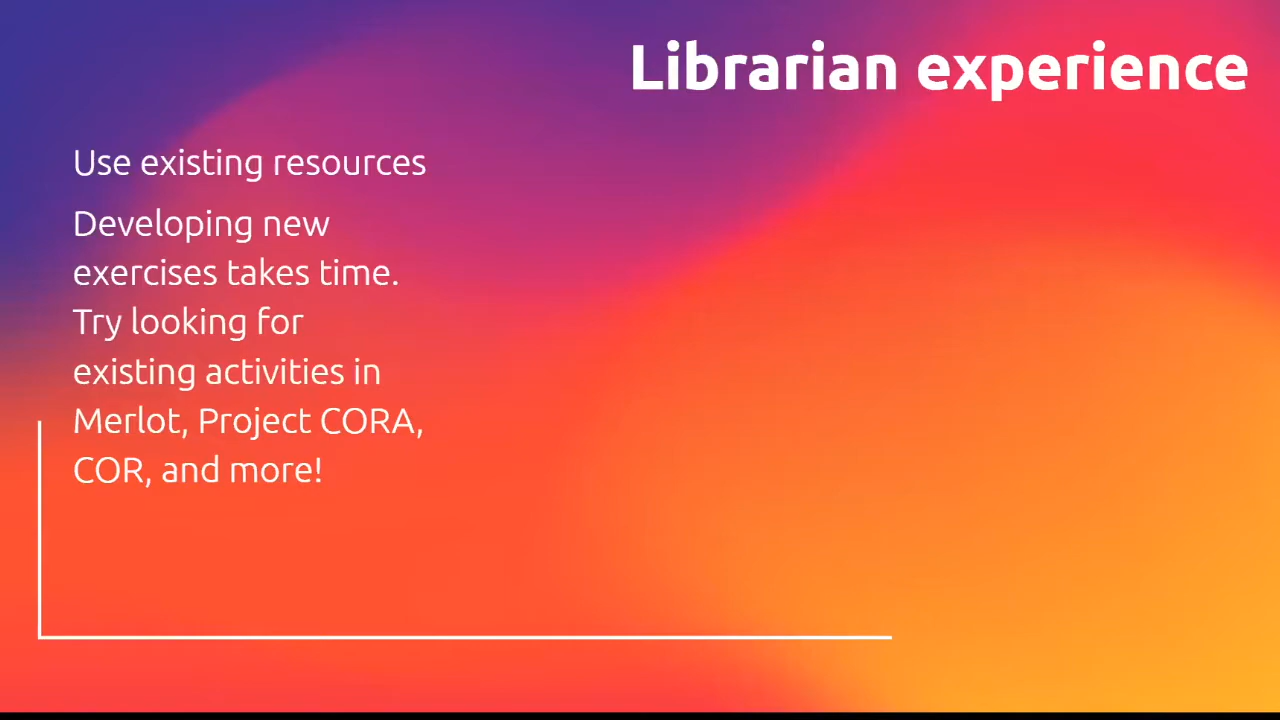 Librarian experience
Use existing resources
Developing new
exercises takes time.
Try looking for
existing activities in
Merlot, Project CORA,
COR, and more!